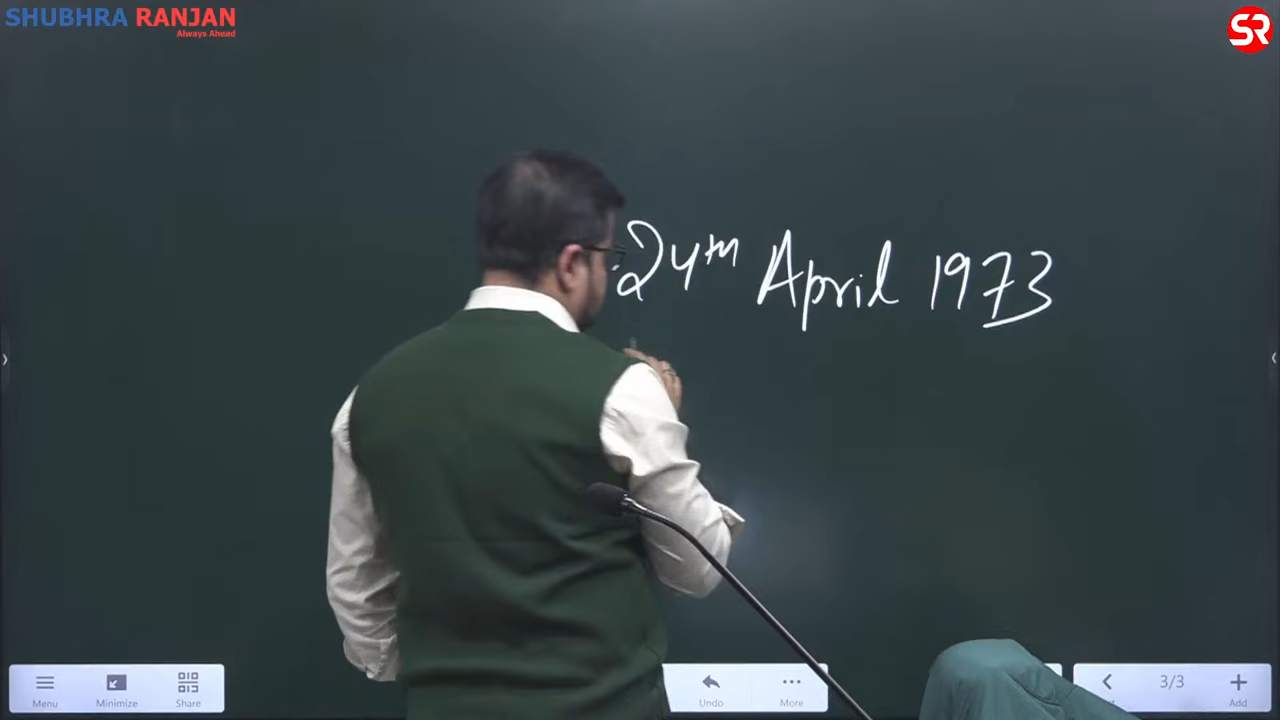 SHUBHRA RANJAN
Always Ahead
SR
24th April 1973
Menu
Minimize
Share
Undo
More
3/3
Add